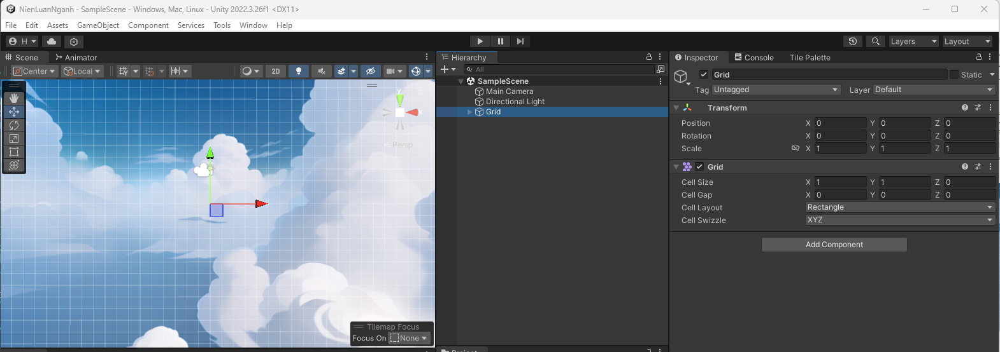 NienLuanNganh - SampleScene - Windows, Mac, Linux - Unity 2022.3.26f1 <DX11>
File Edit Assets GameObject Component Services Tools Window Help
H Layers Layout
Scene Animator
Center Local 2D
y
x
Persp
Tilemap Focus
Focus On None
Hierarchy
All
SampleScene
Main Camera
Directional Light
Grid
Project
Inspector Console Tile Palette
Grid Static
Tag Untagged Layer Default
Transform
Position X 0 Y 0 Z 0
Rotation X 0 Y 0 Z 0
Scale X 1 Y 1 Z 1
Grid
Cell Size X 1 Y 1 Z 0
Cell Gap X 0 Y 0 Z 0
Cell Layout Rectangle
Cell Swizzle XYZ
Add Component